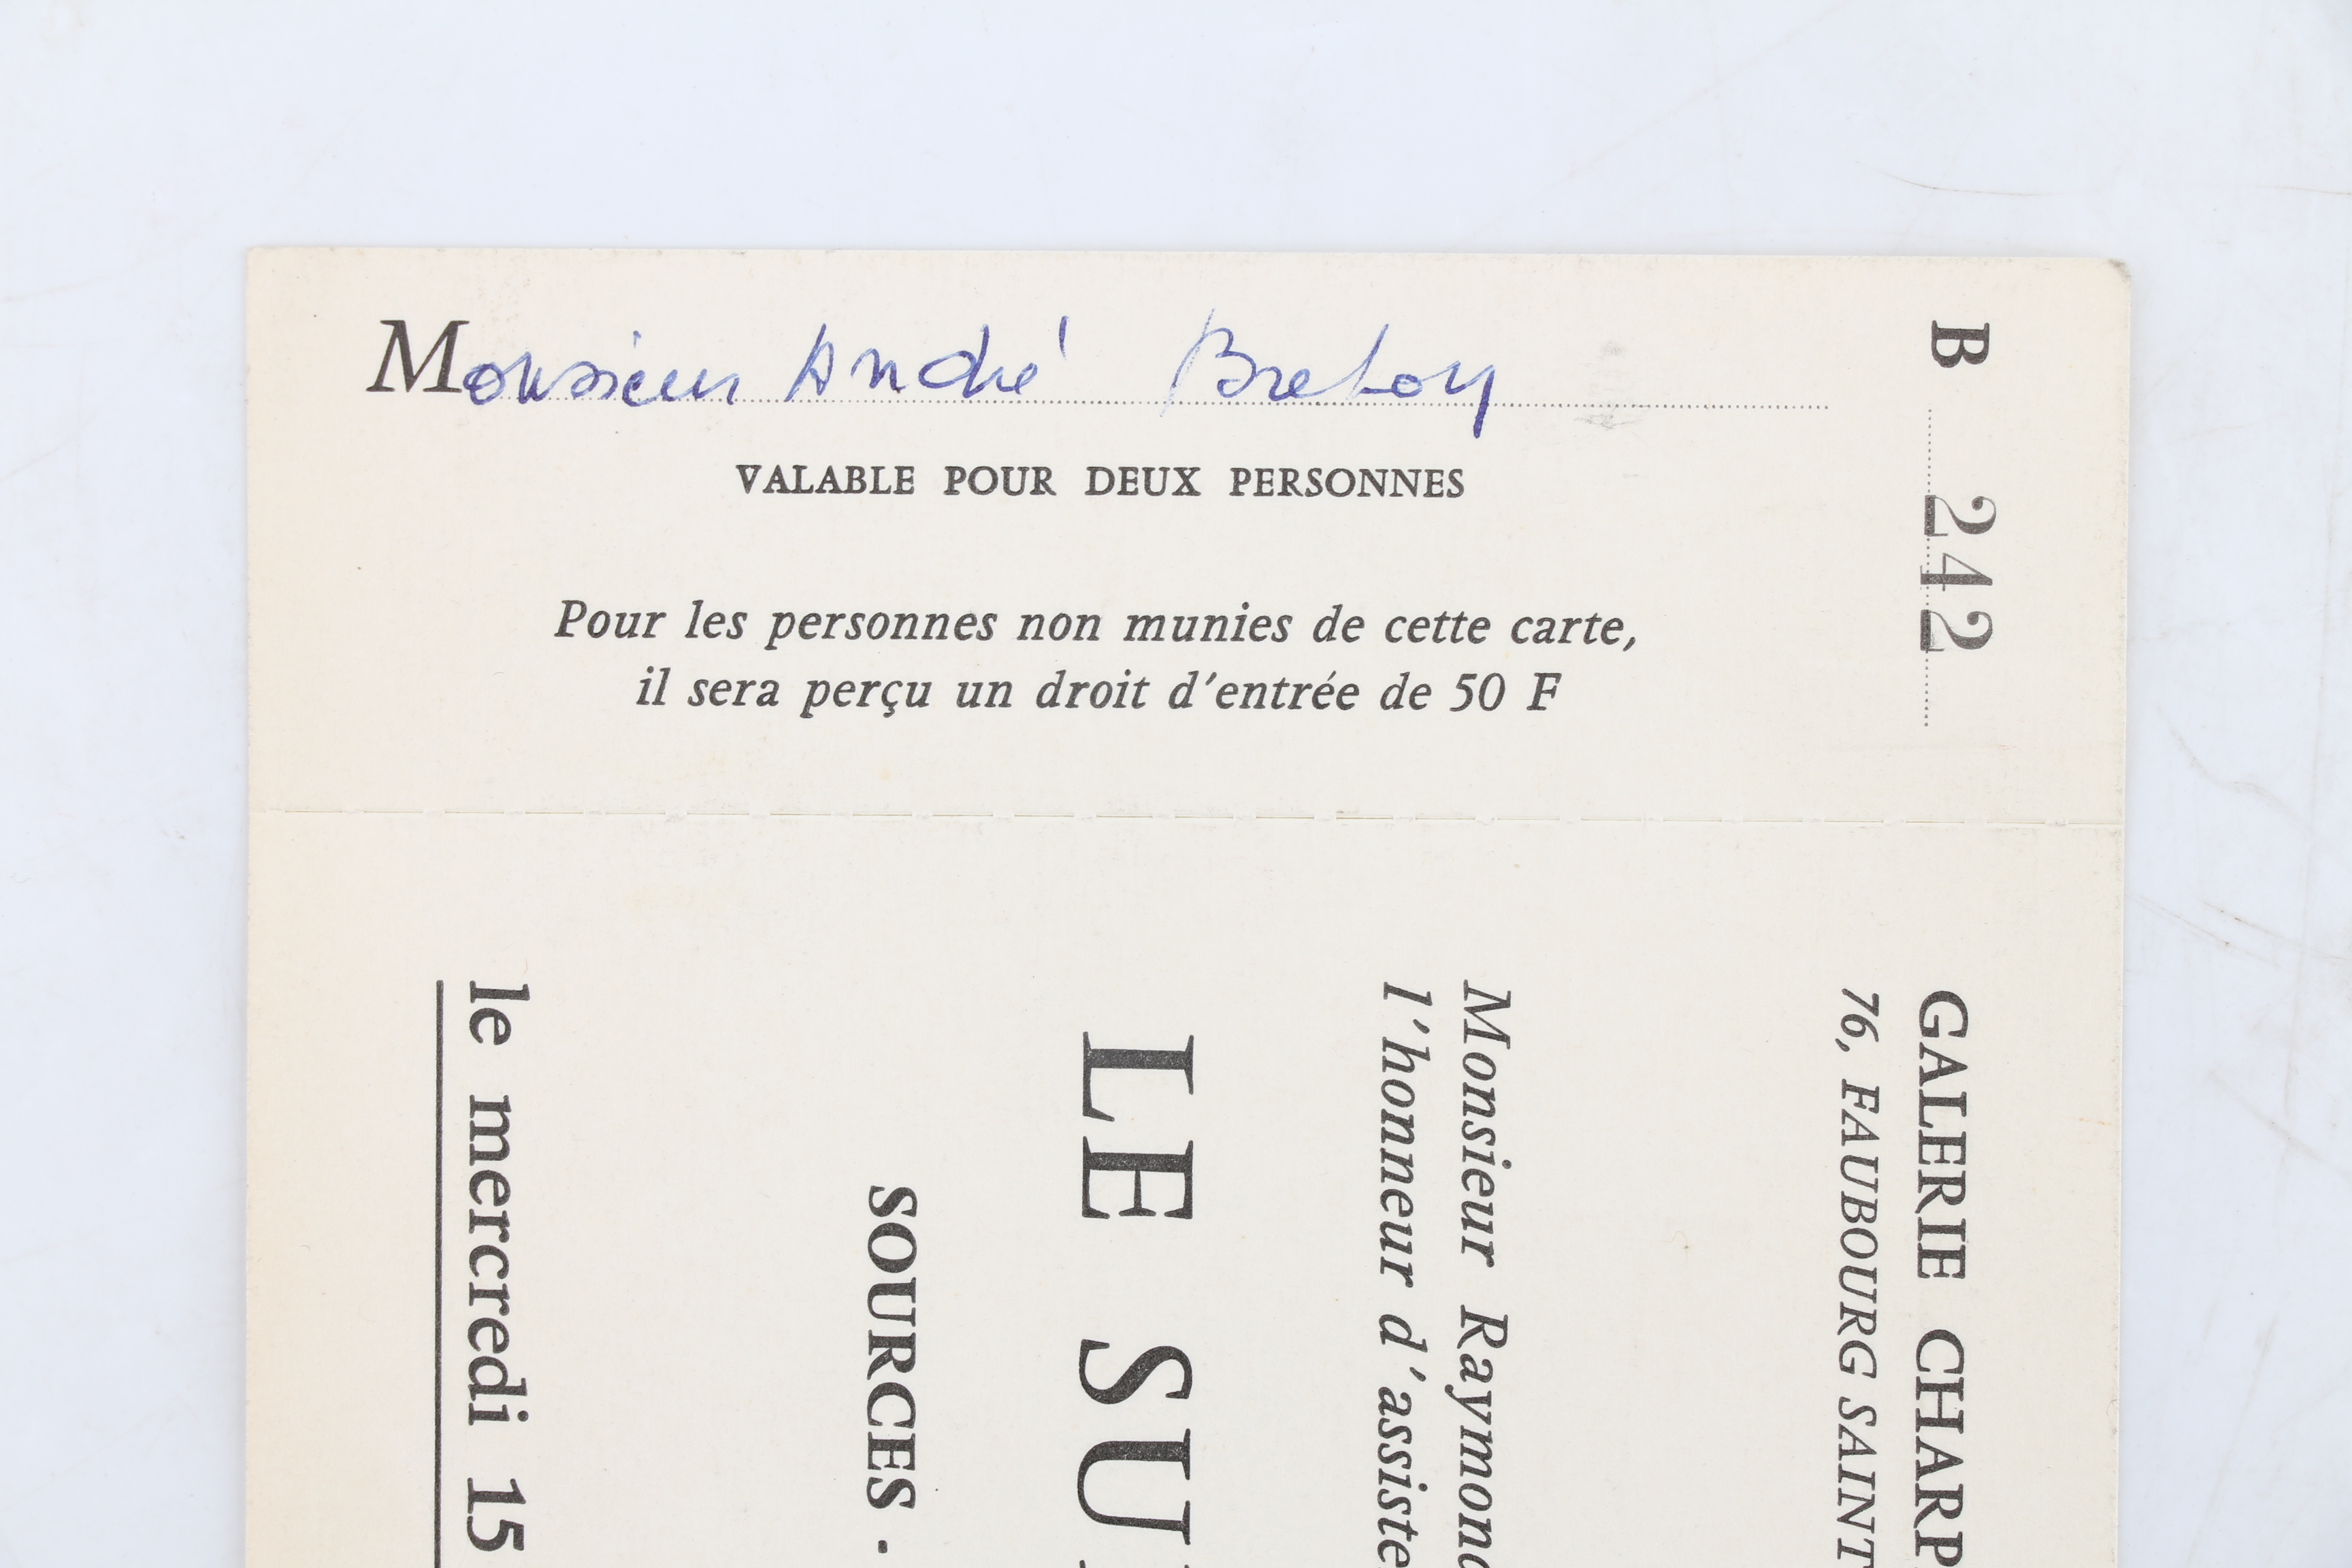 Monsieur André Breton
VALABLE POUR DEUX PERSONNES
Pour les personnes non munies de cette carte,
il sera perçu un droit d'entrée de 50 F
B 242
GALERIE CHARP
76, FAUBOURG SAINT
Monsieur Raymond
l'honneur d'assiste
LE SU
SOURCES .
le mercredi 15